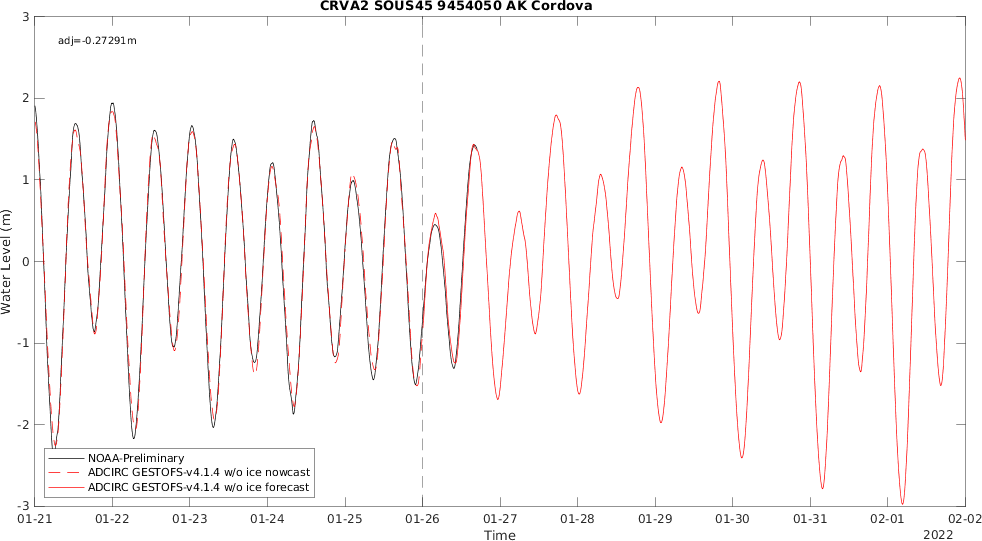 CRVA2 SOUS45 9454050 AK Cordova
adj=-0.27291m
3
2
1
0
-1
-2
-3
Water Level (m)
NOAA-Preliminary
ADCIRC GESTOFS-v4.1.4 w/o ice nowcast
ADCIRC GESTOFS-v4.1.4 w/o ice forecast
01-21 01-22 01-23 01-24 01-25 01-26 01-27 01-28 01-29 01-30 01-31 02-01 02-02
Time
2022